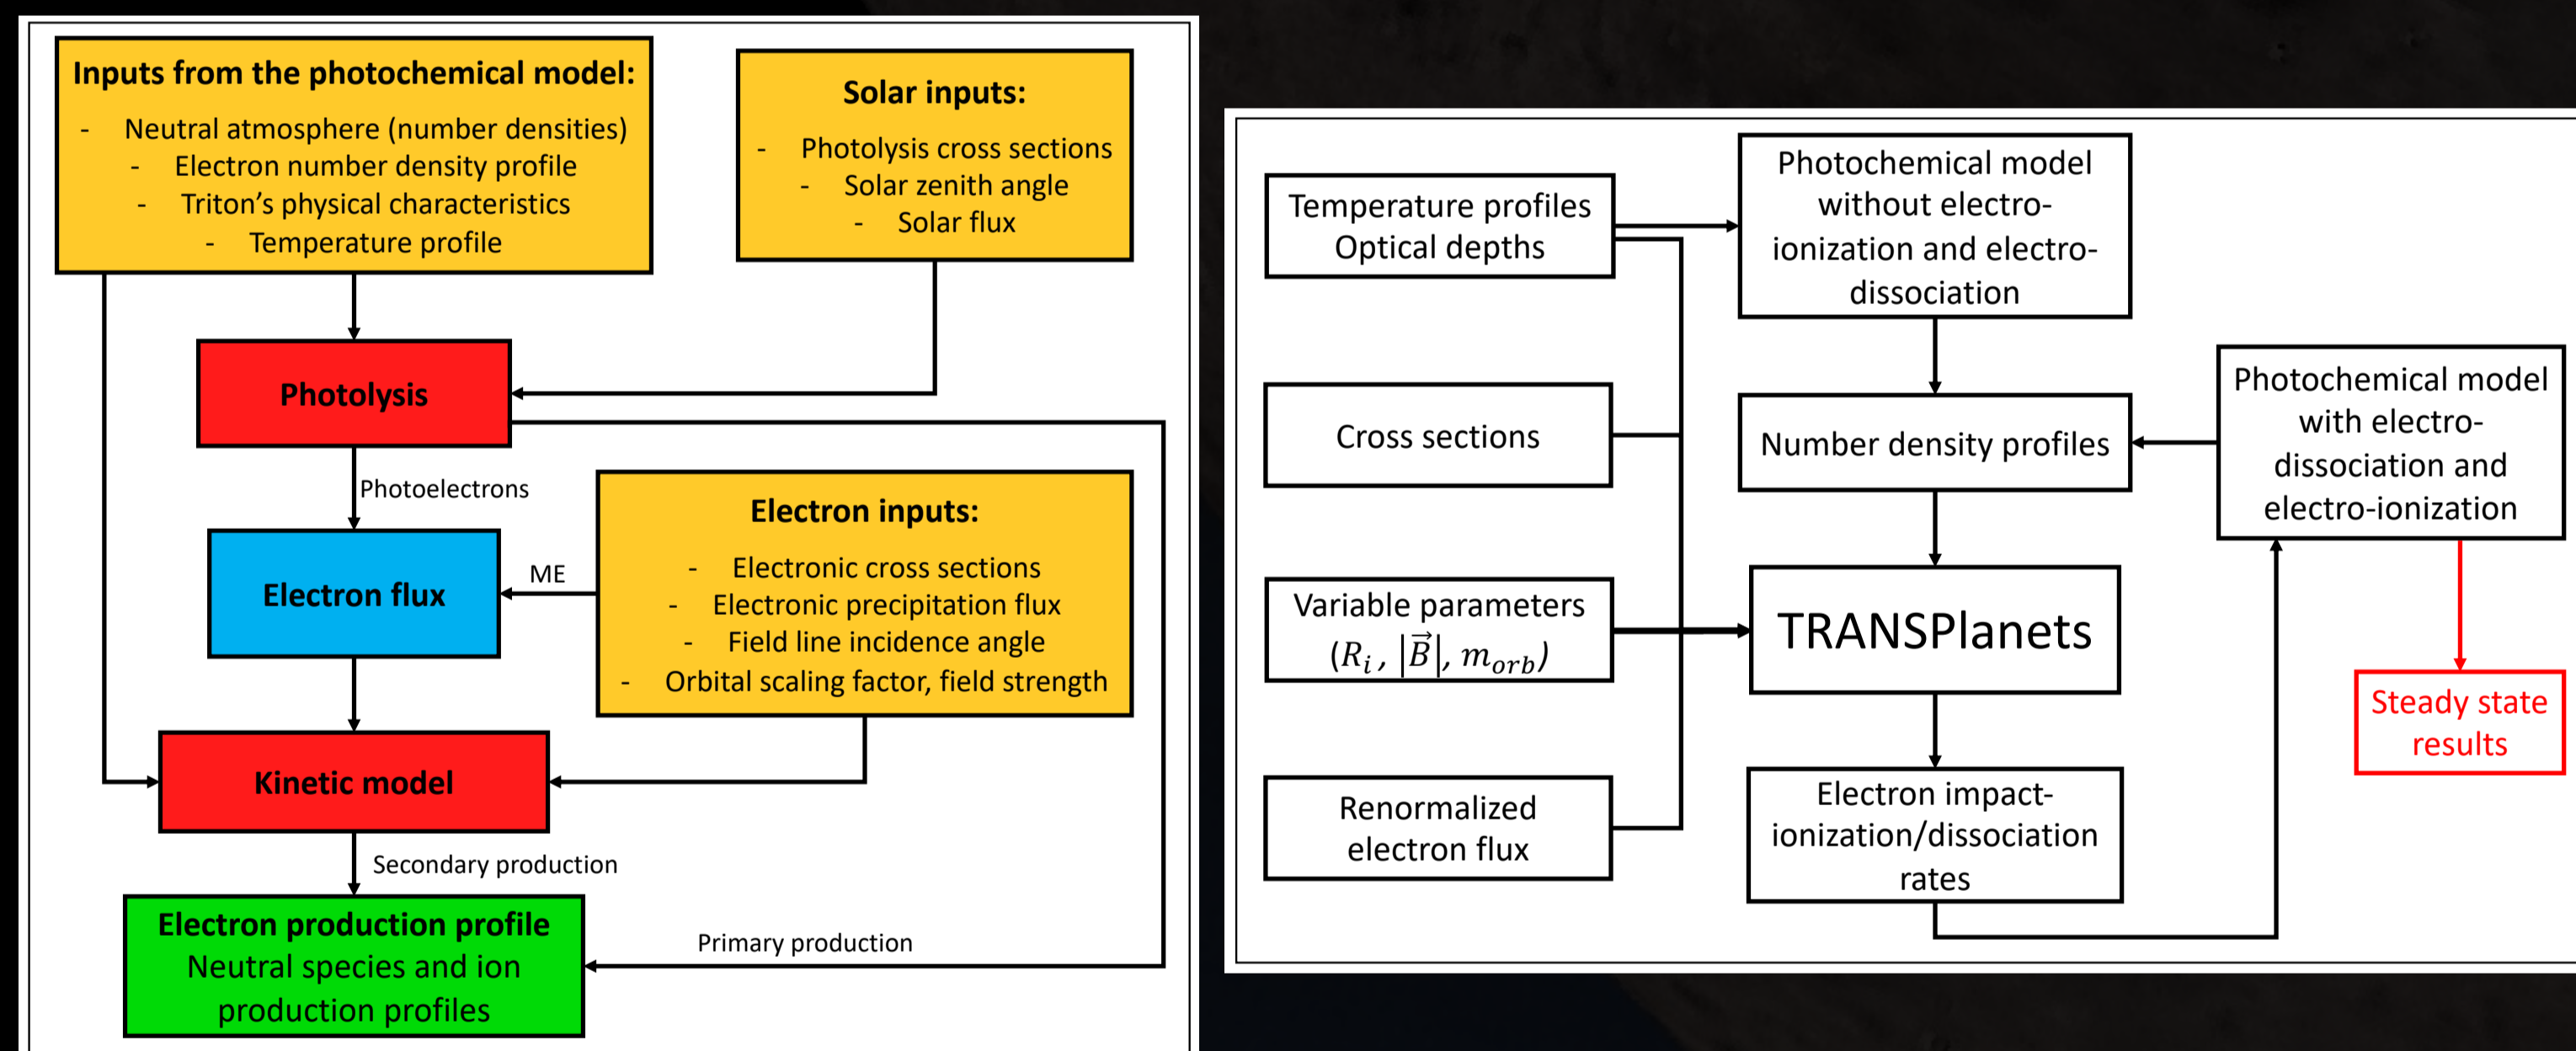 Inputs from the photochemical model:
- Neutral atmosphere (number densities)
- Electron number density profile
- Triton's physical characteristics
- Temperature profile
Solar inputs:
- Photolysis cross sections
- Solar zenith angle
- Solar flux
Photolysis
Photoelectrons
Electron flux
ME
Electron inputs:
- Electronic cross sections
- Electronic precipitation flux
- Field line incidence angle
- Orbital scaling factor, field strength
Kinetic model
Secondary production
Electron production profile
Neutral species and ion
production profiles
Primary production
Temperature profiles
Optical depths
Cross sections
Variable parameters
(R_i, |B⃗|, m_orb)
Renormalized
electron flux
Photochemical model
without electro-
ionization and electro-
dissociation
Number density profiles
TRANSPlanets
Electron impact-
ionization/dissociation
rates
Photochemical model
with electro-
dissociation and
electro-ionization
Steady state
results